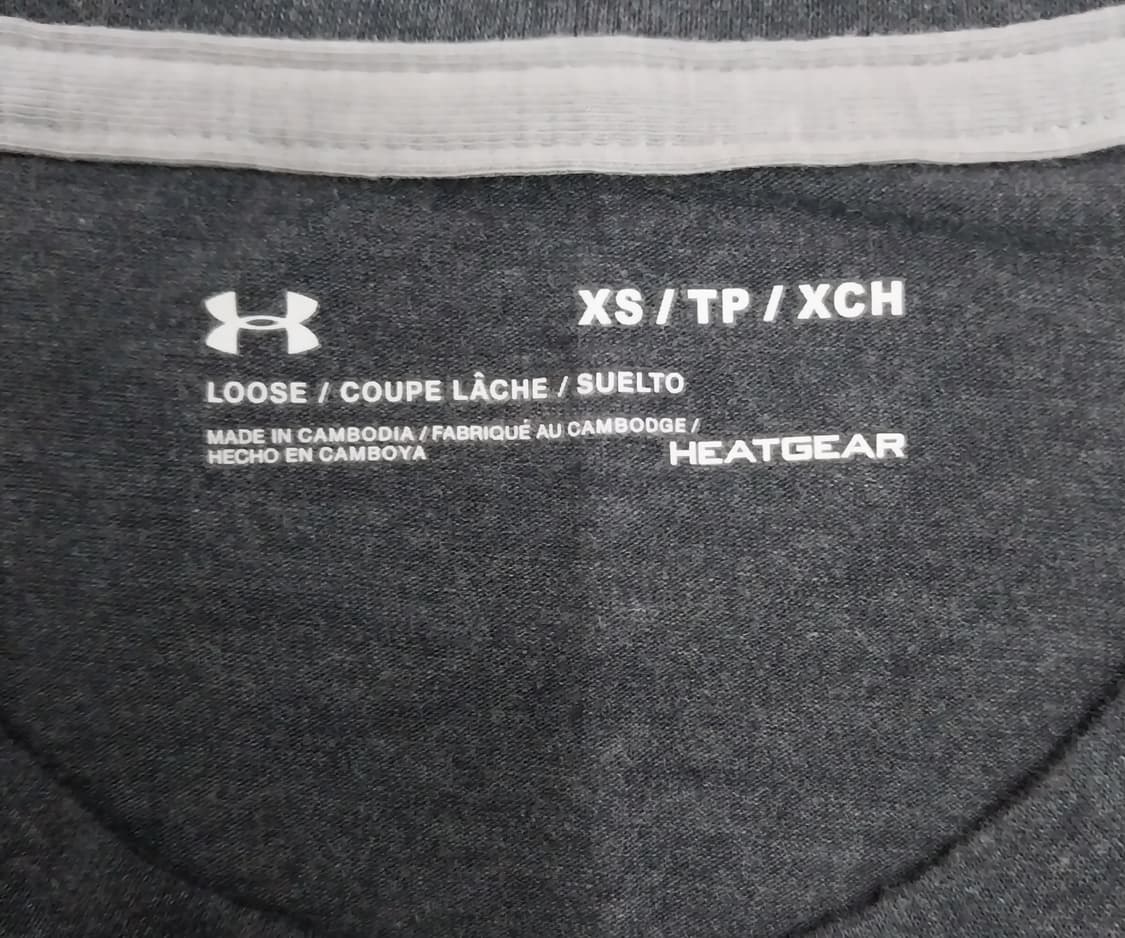 XS / TP / XCH
LOOSE / COUPE LÂCHE / SUELTO
MADE IN CAMBODIA / FABRIQUÉ AU CAMBODGE /
HECHO EN CAMBOYA
HEATGEAR